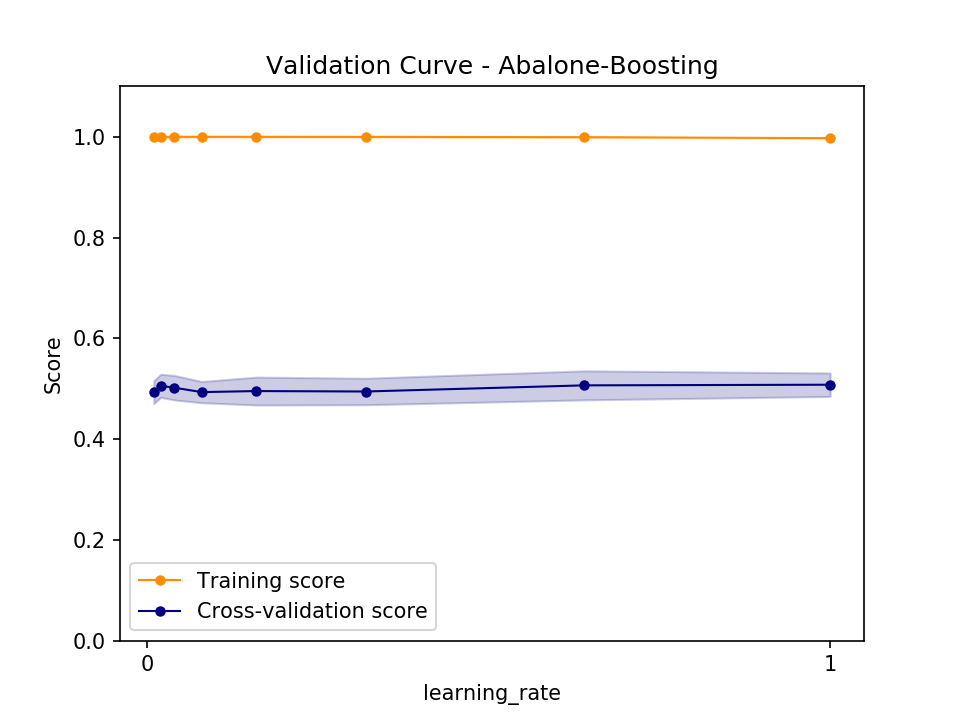 Validation Curve - Abalone-Boosting
Score
1.0
0.8
0.6
0.4
0.2
0.0
Training score
Cross-validation score
0 1
learning_rate